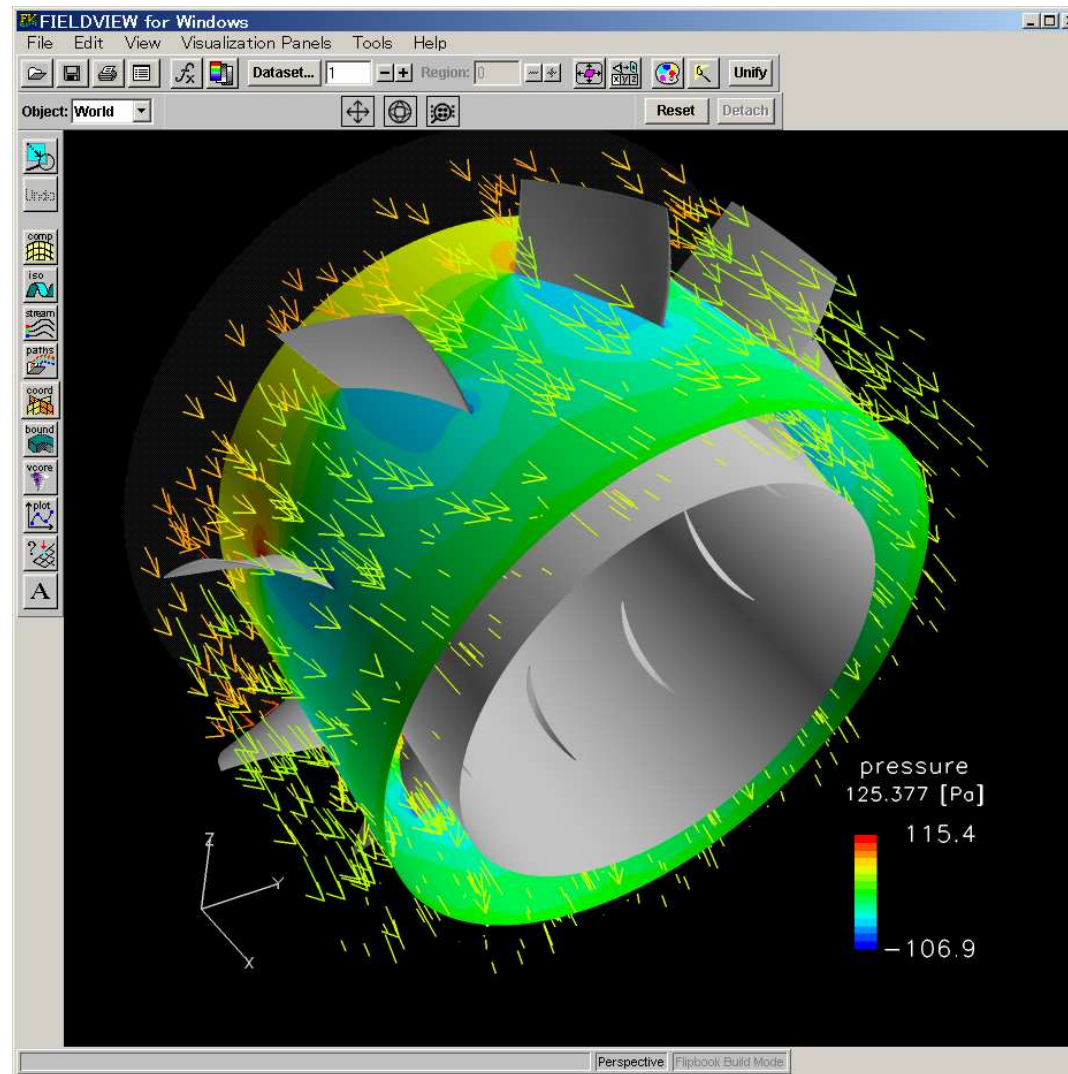 FIELDVIEW for Windows
File Edit View Visualization Panels Tools Help
fx Dataset... 1 Region: 0 x y z Unify
Object: World Reset Detach
Undo
comp
iso
stream
paths
coord
bound
vcore
plot
?
A
pressure
125.377 [Pa]
115.4
-106.9
Z
Y
X
Perspective Flipbook Build Mode